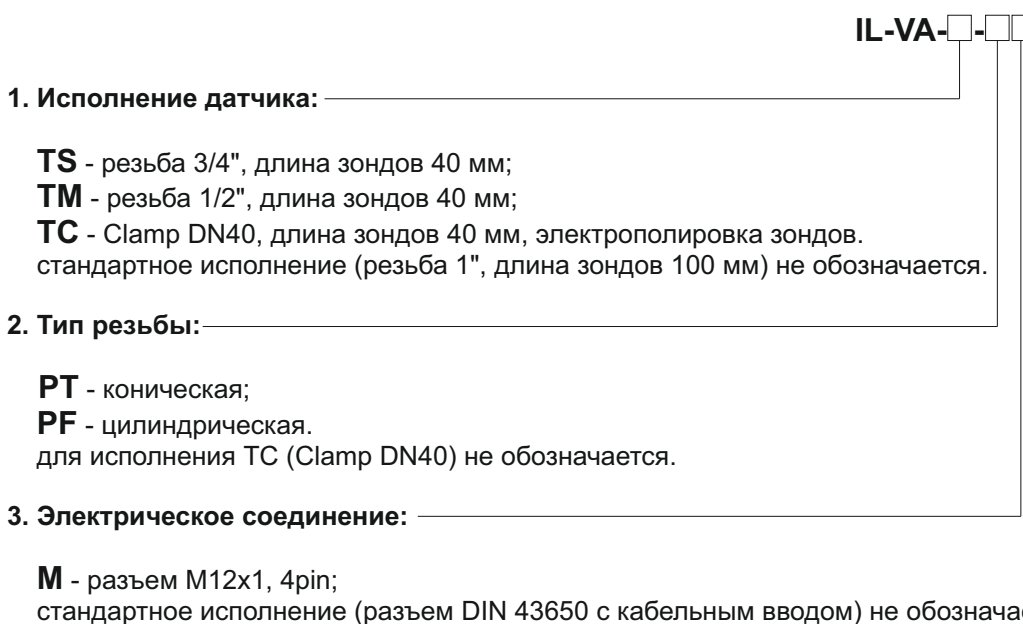 IL-VA-□-□
1. Исполнение датчика:
TS - резьба 3/4", длина зондов 40 мм;
TM - резьба 1/2", длина зондов 40 мм;
TC - Clamp DN40, длина зондов 40 мм, электрополировка зондов.
стандартное исполнение (резьба 1", длина зондов 100 мм) не обозначается.
2. Тип резьбы:
PT - коническая;
PF - цилиндрическая.
для исполнения TC (Clamp DN40) не обозначается.
3. Электрическое соединение:
M - разъем M12x1, 4pin;
стандартное исполнение (разъем DIN 43650 с кабельным вводом) не